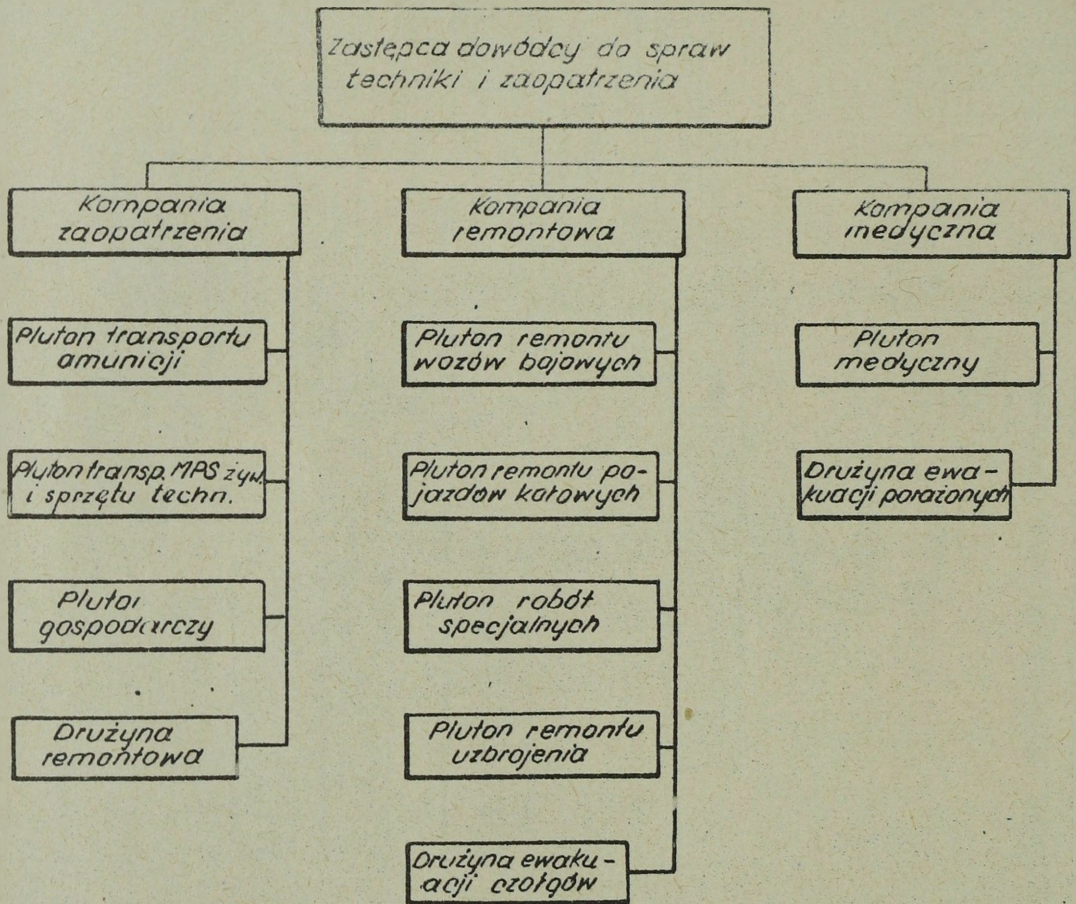 Zastępca dowódcy do spraw
techniki i zaopatrzenia
Kompania
zaopatrzenia
Pluton transportu
amunicji
Pluton transp. MPS żyw.
i sprzętu techn.
Pluton
gospodarczy
Drużyna
remontowa
Kompania
remontowa
Pluton remontu
wozów bojowych
Pluton remontu po-
jazdów kołowych
Pluton robót
specjalnych
Pluton remontu
uzbrojenia
Drużyna ewaku-
acji czołgów
Kompania
medyczna
Pluton
medyczny
Drużyna ewa-
kuacji porażonych